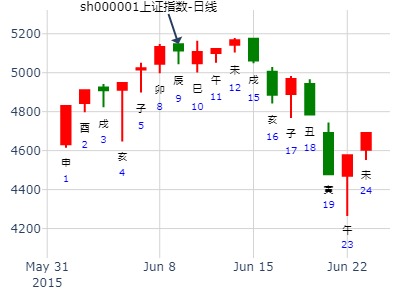 sh000001上证指数-日线
5200
5000
4800
4600
4400
4200
申
1
酉
2
戌
3
亥
4
子
5
卯
8
辰
9
巳
10
午
11
未
12
戌
15
亥
16
子
17
丑
18
寅
19
午
23
未
24
May 31
2015
Jun 8
Jun 15
Jun 22